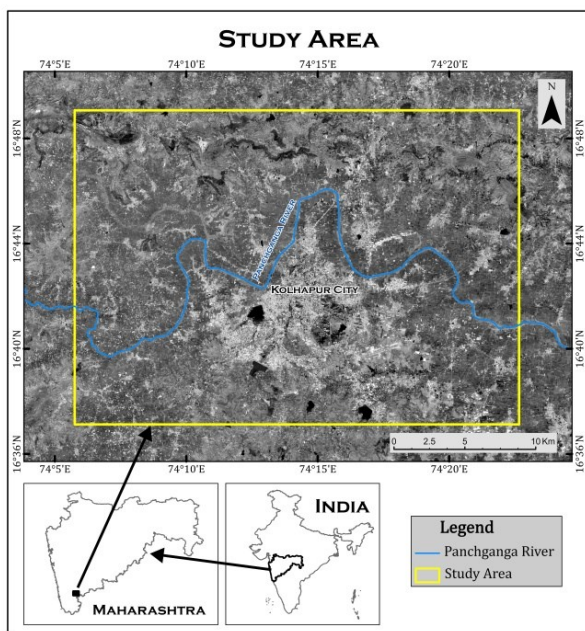 STUDY AREA
74°5'E 74°10'E 74°15'E 74°20'E
N
16°48'N 16°48'N
16°44'N 16°44'N
PANCHGANGA RIVER
KOLHAPUR CITY
16°40'N 16°40'N
0 2.5 5 10 Km
16°36'N 16°36'N
74°5'E 74°10'E 74°15'E 74°20'E
INDIA
MAHARASHTRA
Legend
Panchganga River
Study Area